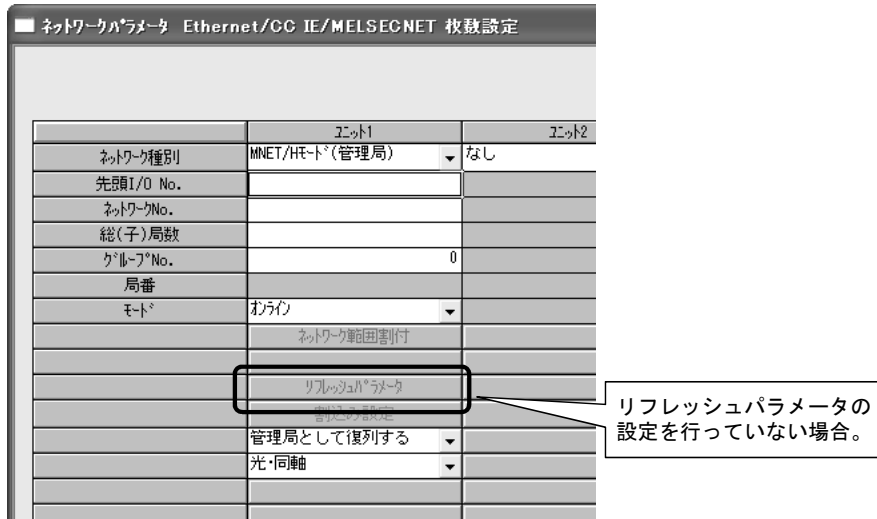 ネットワークパラメータ Ethernet/CC IE/MELSECNET 枚数設定
ユニット1 ユニット2
ネットワーク種別 MNET/Hモード(管理局) なし
先頭I/O No.
ネットワークNo.
総(子)局数
グループNo. 0
局番
モード オンライン
ネットワーク範囲割付
リフレッシュパラメータ
割込み設定
管理局として復列する
光・同軸
リフレッシュパラメータの
設定を行っていない場合。